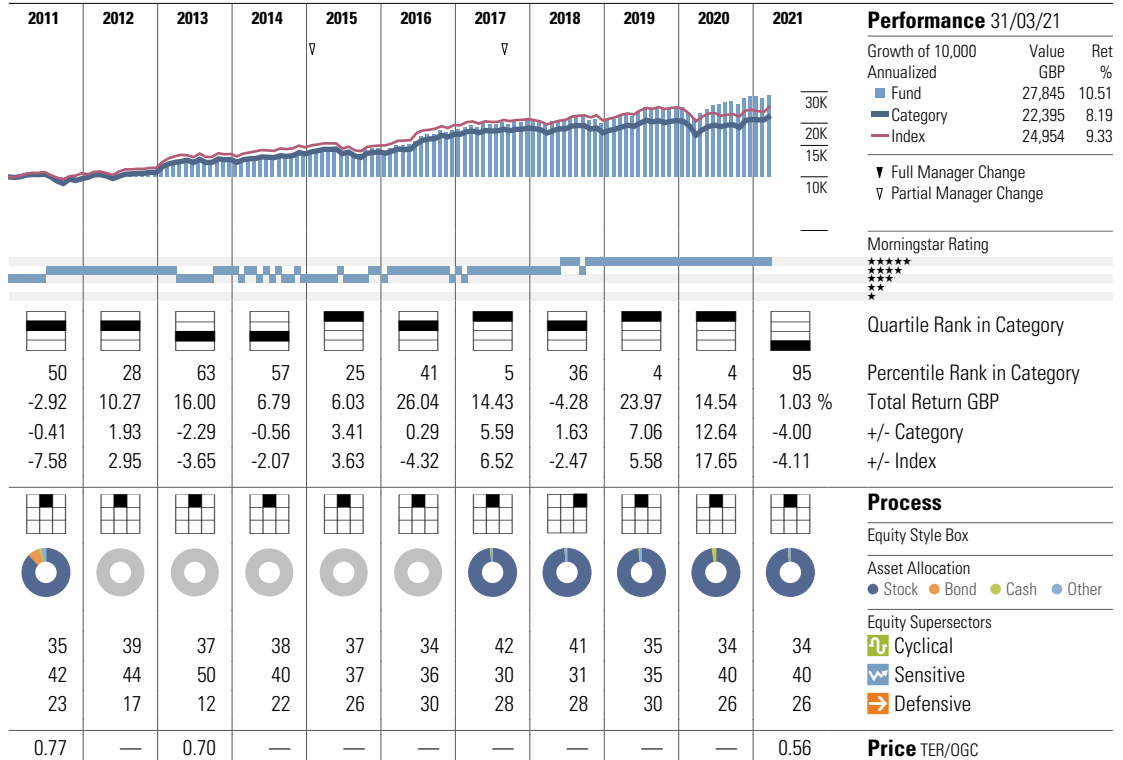 2011 2012 2013 2014 2015 2016 2017 2018 2019 2020 2021 Performance 31/03/21
Growth of 10,000 Value Ret
Annualized GBP %
Fund 27,845 10.51
Category 22,395 8.19
Index 24,954 9.33
30K
20K
15K
10K
Full Manager Change
Partial Manager Change
Morningstar Rating
★★★★★
★★★★
★★★
★★
★
Quartile Rank in Category
50 28 63 57 25 41 5 36 4 4 95 Percentile Rank in Category
-2.92 10.27 16.00 6.79 6.03 26.04 14.43 -4.28 23.97 14.54 1.03 % Total Return GBP
-0.41 1.93 -2.29 -0.56 3.41 0.29 5.59 1.63 7.06 12.64 -4.00 +/- Category
-7.58 2.95 -3.65 -2.07 3.63 -4.32 6.52 -2.47 5.58 17.65 -4.11 +/- Index
Process
Equity Style Box
Asset Allocation
Stock Bond Cash Other
Equity Supersectors
35 39 37 38 37 34 42 41 35 34 34 Cyclical
42 44 50 40 37 36 30 31 35 40 40 Sensitive
23 17 12 22 26 30 28 28 30 26 26 Defensive
0.77 — 0.70 — — — — — — — 0.56 Price TER/OGC